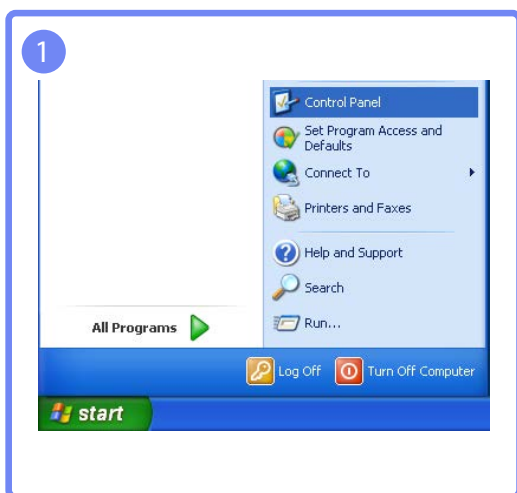 1
Control Panel
Set Program Access and
Defaults
Connect To
Printers and Faxes
Help and Support
Search
All Programs
Run...
Log Off
Turn Off Computer
start